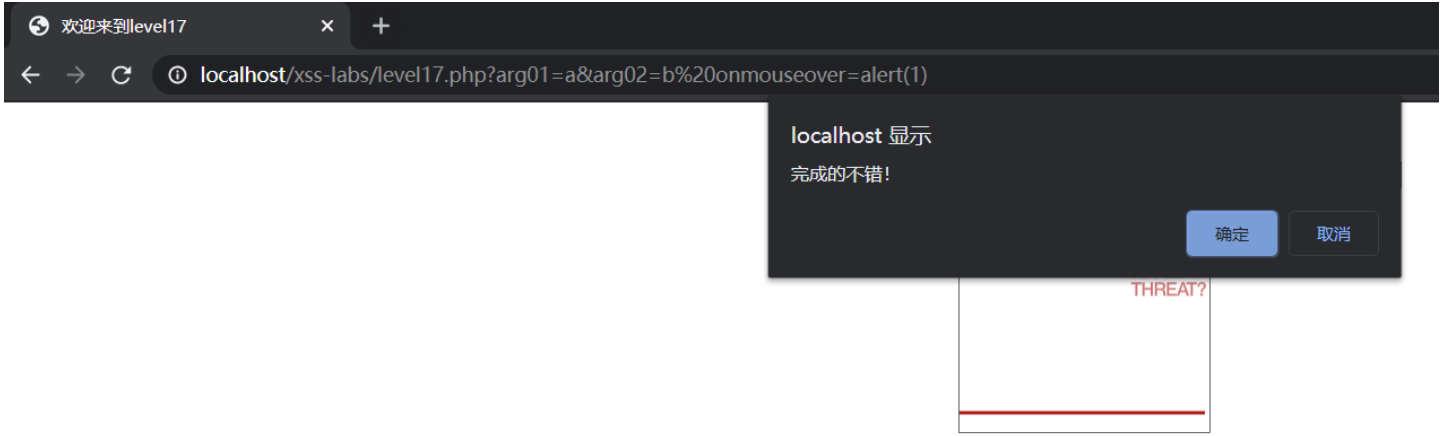 欢迎来到level17
localhost/xss-labs/level17.php?arg01=a&arg02=b%20onmouseover=alert(1)
localhost 显示
完成的不错!
确定 取消
THREAT?